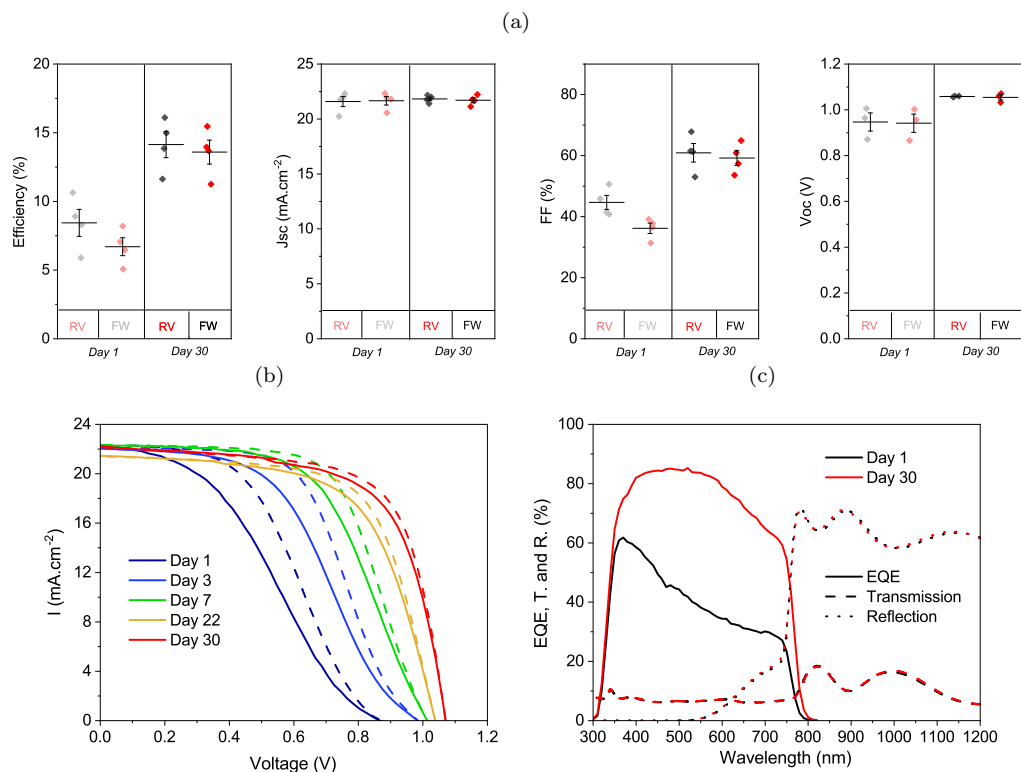 (a)
Efficiency (%)
20
15
10
5
0
RV FW RV FW
Day 1 Day 30
Jsc (mA.cm-2)
25
20
15
10
5
0
RV FW RV FW
Day 1 Day 30
FF (%)
80
60
40
20
0
RV FW RV FW
Day 1 Day 30
Voc (V)
1.2
1.0
0.8
0.6
0.4
0.2
0.0
RV FW RV FW
Day 1 Day 30
(b)
I (mA.cm-2)
24
20
16
12
8
4
0
Day 1
Day 3
Day 7
Day 22
Day 30
0.0 0.2 0.4 0.6 0.8 1.0 1.2
Voltage (V)
(c)
EQE, T. and R. (%)
100
80
60
40
20
0
Day 1
Day 30
EQE
Transmission
Reflection
300 400 500 600 700 800 900 1000 1100 1200
Wavelength (nm)